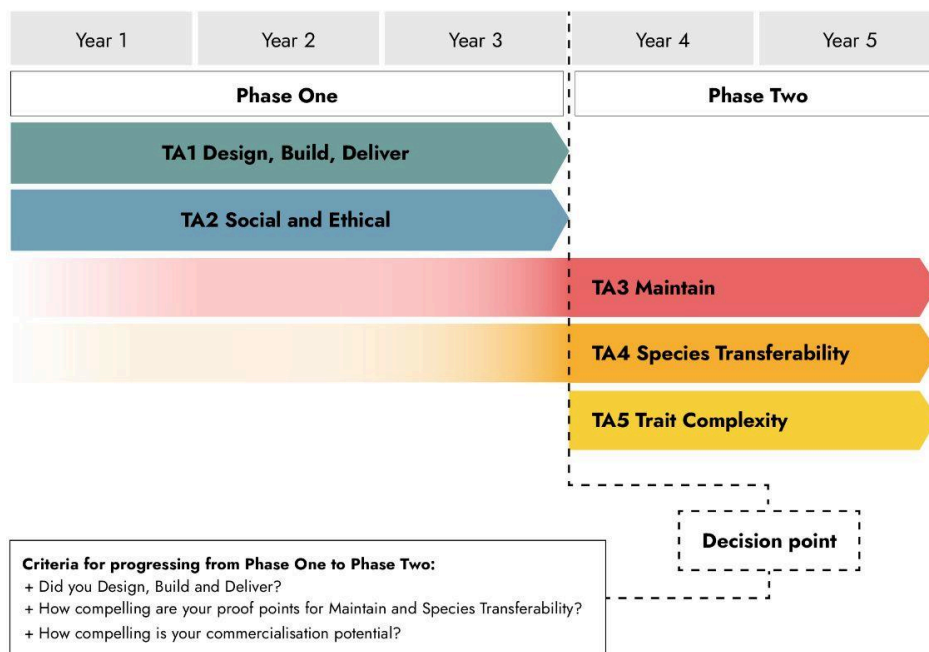 Year 1 Year 2 Year 3 Year 4 Year 5
Phase One Phase Two
TA1 Design, Build, Deliver
TA2 Social and Ethical
TA3 Maintain
TA4 Species Transferability
TA5 Trait Complexity
Decision point
Criteria for progressing from Phase One to Phase Two:
+ Did you Design, Build and Deliver?
+ How compelling are your proof points for Maintain and Species Transferability?
+ How compelling is your commercialisation potential?